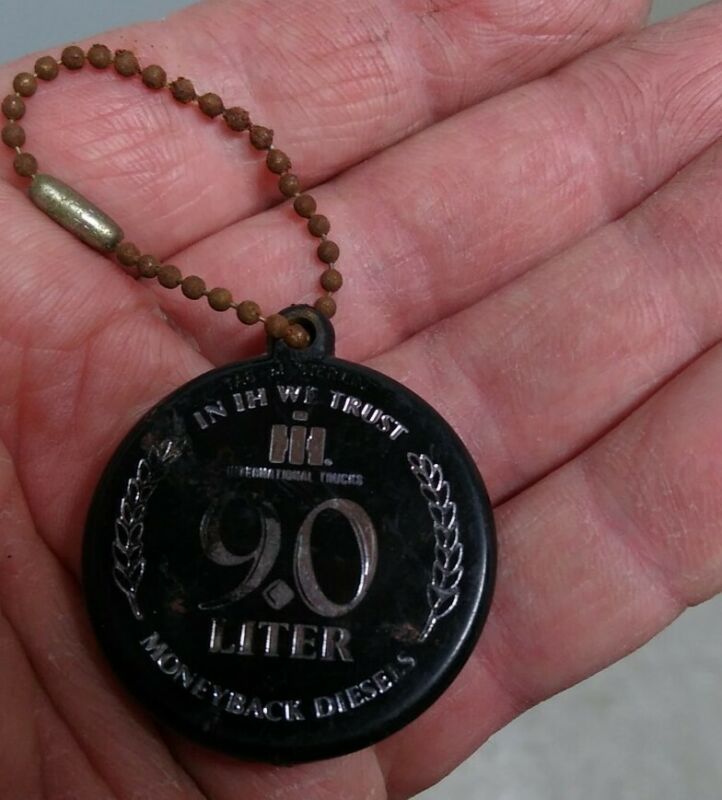 IN IH WE TRUST
IH®
INTERNATIONAL TRUCKS
9.0
LITER
MONEYBACK DIESELS